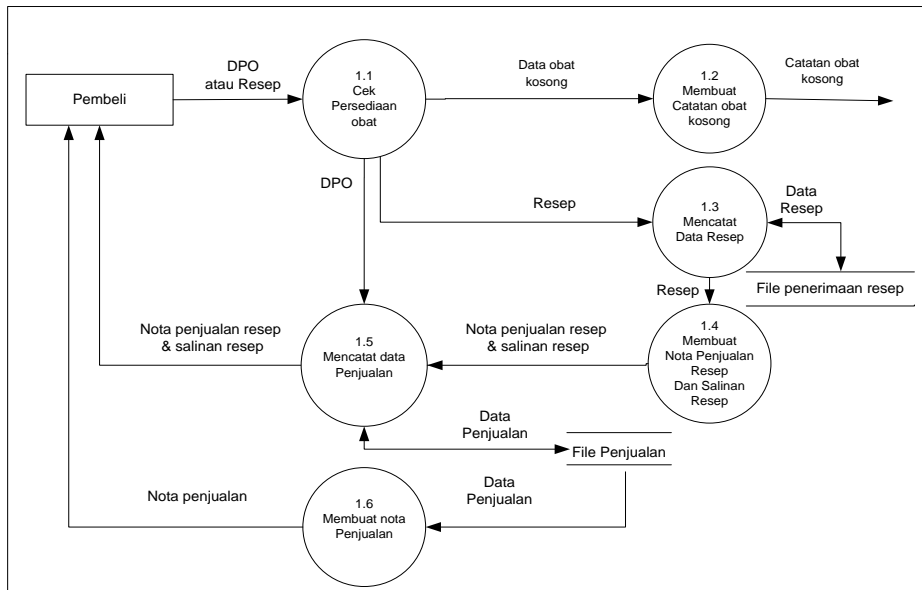 Pembeli
DPO
atau Resep
1.1
Cek
Persediaan
obat
Data obat
kosong
1.2
Membuat
Catatan obat
kosong
Catatan obat
kosong
DPO
Resep
1.3
Mencatat
Data Resep
Data
Resep
File penerimaan resep
Resep
1.4
Membuat
Nota Penjualan
Resep
Dan Salinan
Resep
Nota penjualan resep
& salinan resep
1.5
Mencatat data
Penjualan
Nota penjualan resep
& salinan resep
Data
Penjualan
File Penjualan
Data
Penjualan
1.6
Membuat nota
Penjualan
Nota penjualan